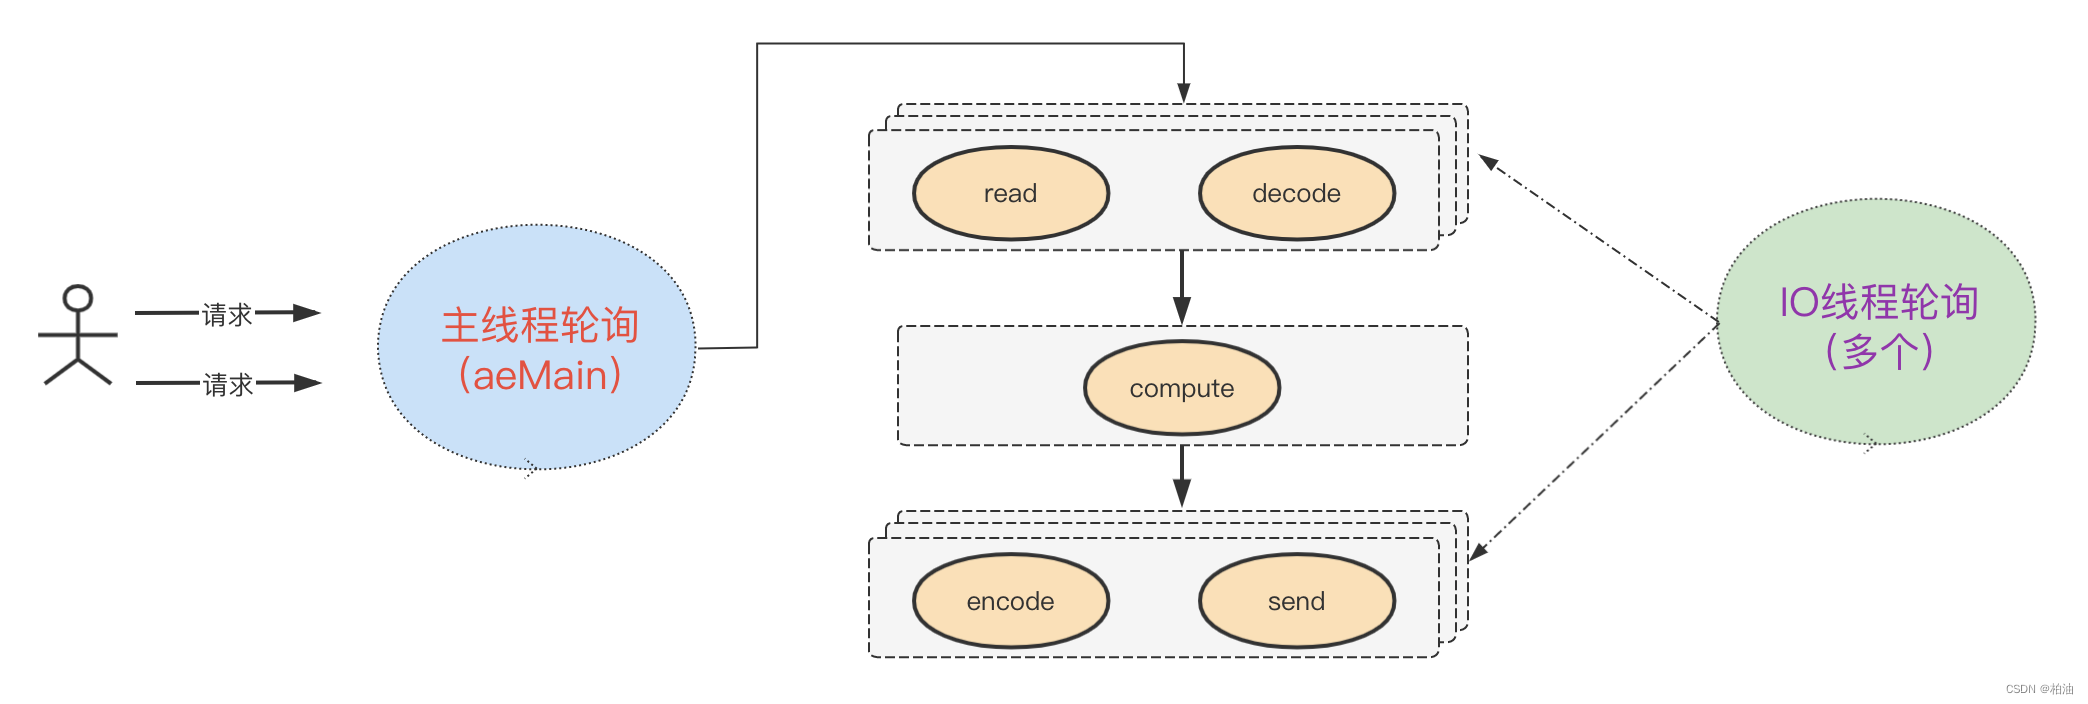 请求
请求
主线程轮询
(aeMain)
read
decode
compute
encode
send
IO线程轮询
(多个)
CSDN @柏油